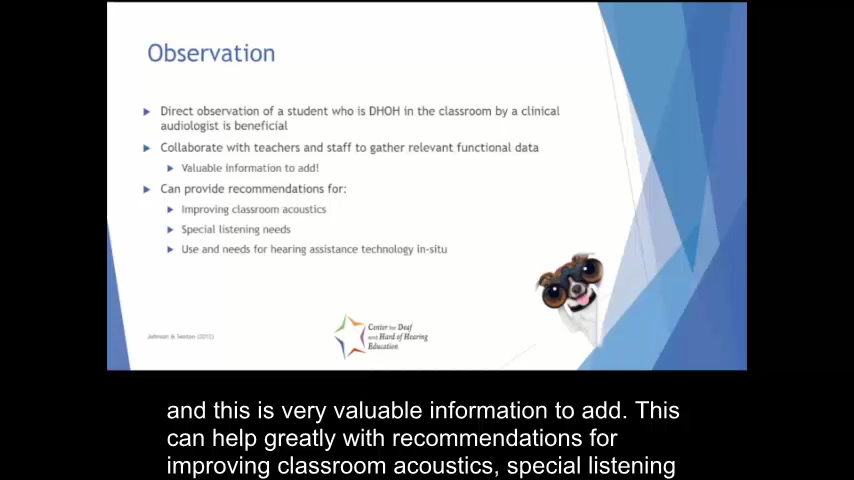 Observation
Direct observation of a student who is DHOH in the classroom by a clinical
audiologist is beneficial
Collaborate with teachers and staff to gather relevant functional data
Valuable information to add!
Can provide recommendations for:
Improving classroom acoustics
Special listening needs
Use and needs for hearing assistance technology in-situ
Johnson & Seaton (2012)
Center for Deaf
and Hard of Hearing
Education
and this is very valuable information to add. This
can help greatly with recommendations for
improving classroom acoustics, special listening